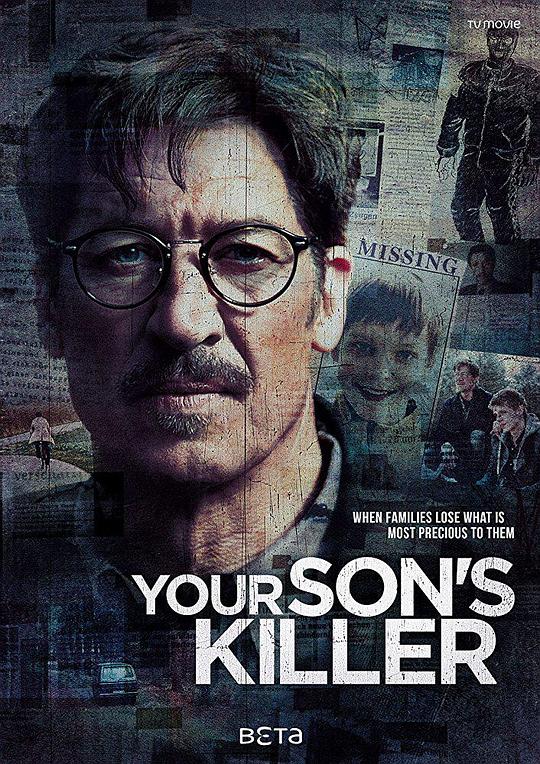 TV MOVIE
MISSING
WHEN FAMILIES LOSE WHAT IS
MOST PRECIOUS TO THEM
YOUR SON'S
KILLER
BETA